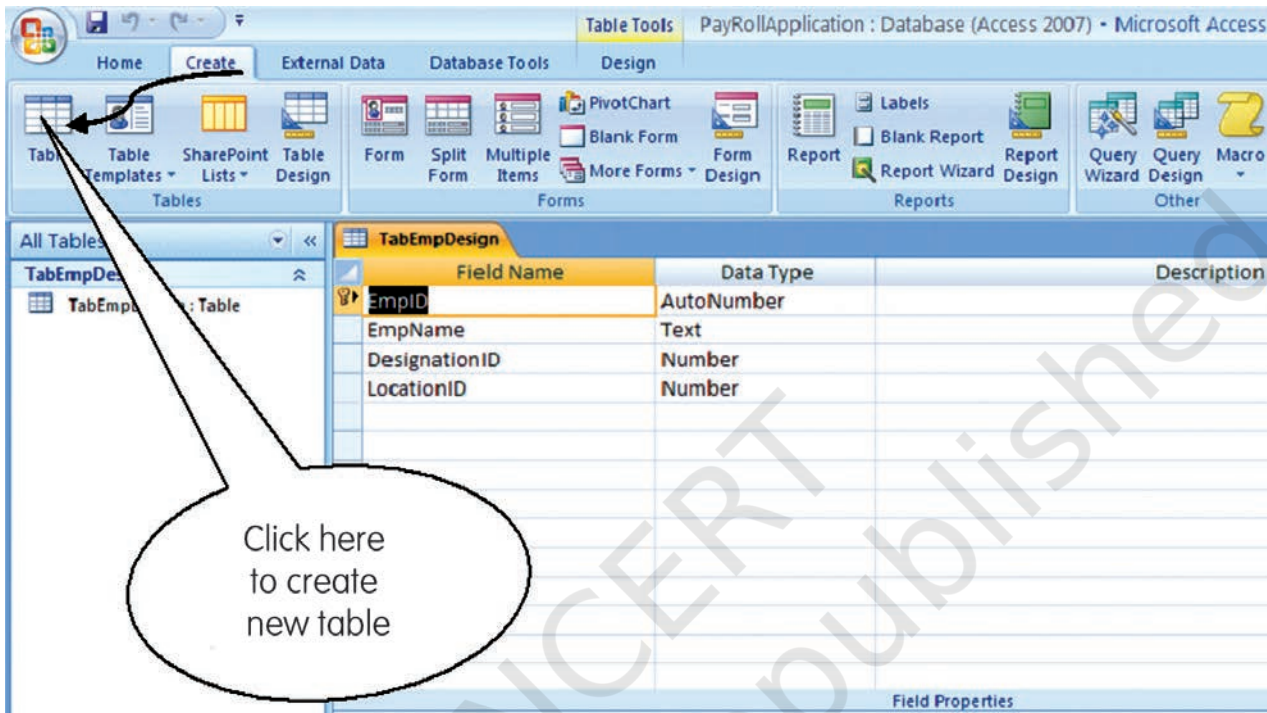 Table Tools PayRollApplication : Database (Access 2007) - Microsoft Access
Home Create External Data Database Tools Design
Table Templates
SharePoint Lists
Table Design
Form
Split Form
Multiple Items
PivotChart
Blank Form
More Forms
Form Design
Report
Labels
Blank Report
Report Wizard
Report Design
Query Wizard
Query Design
Macro
Tables Forms Reports Other
All Tables «
TabEmpDesign
: Table
Field Name Data Type Description
EmpID AutoNumber
EmpName Text
DesignationID Number
LocationID Number
Click here
to create
new table
Field Properties
NCERT
published